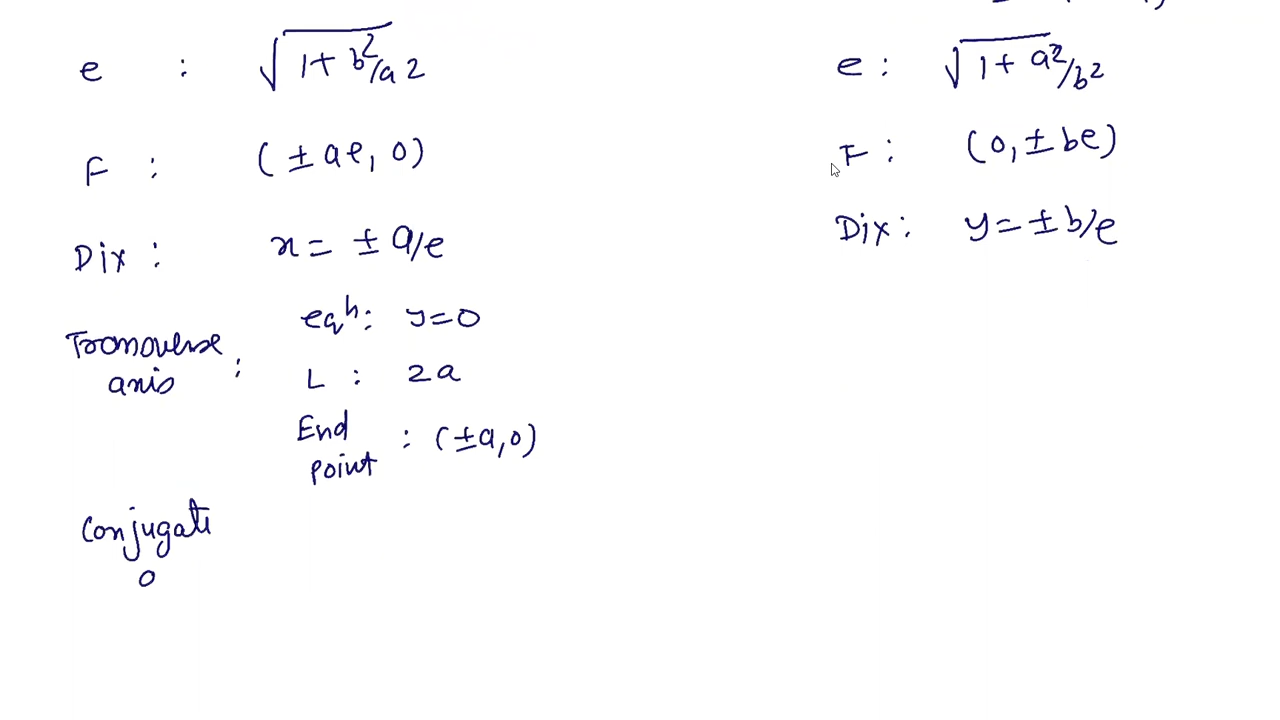 e : √1+ b²/a2
F : (±ae, 0)
Dix : x= ± a/e
Transverse axis :
eqn: y=0
L : 2a
End point : (±a,0)
Conjugate
a
e: √1+ a²/b²
F: (0, ± be)
Dix: y=± b/e